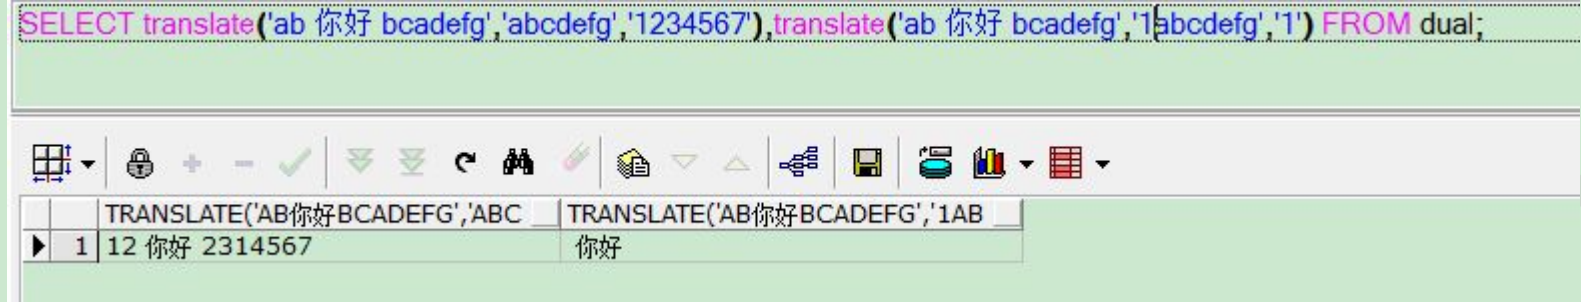 SELECT translate('ab 你好 bcadefg','abcdefg','1234567'),translate('ab 你好 bcadefg','1abcdefg','1') FROM dual;
TRANSLATE('AB你好BCADEFG','ABC TRANSLATE('AB你好BCADEFG','1AB
1 12 你好 2314567 你好